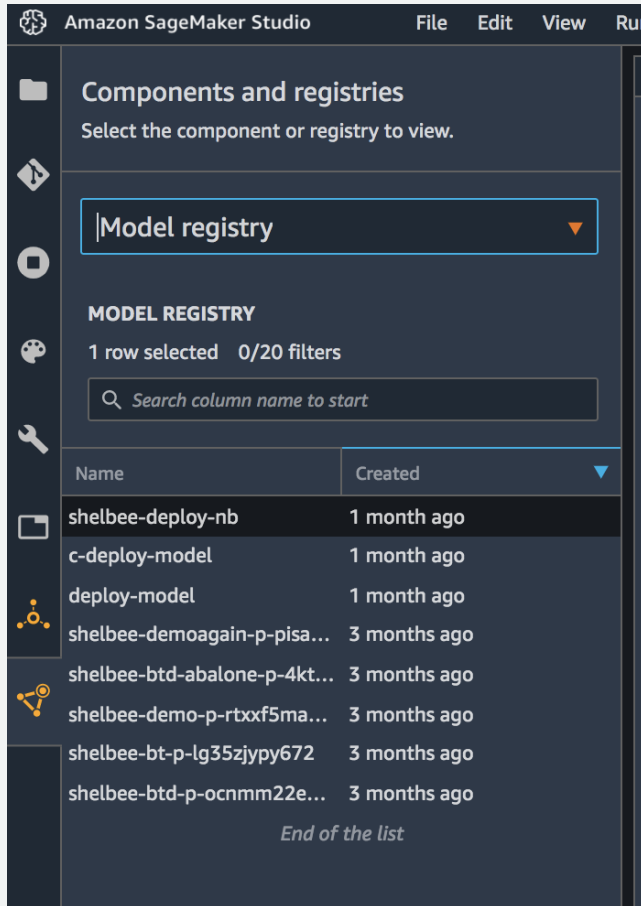 Amazon SageMaker Studio File Edit View
Components and registries
Select the component or registry to view.
Model registry
MODEL REGISTRY
1 row selected 0/20 filters
Search column name to start
Name Created
shelbee-deploy-nb 1 month ago
c-deploy-model 1 month ago
deploy-model 1 month ago
shelbee-demoagain-p-pisa... 3 months ago
shelbee-btd-abalone-p-4kt... 3 months ago
shelbee-demo-p-rtxxf5ma... 3 months ago
shelbee-bt-p-lg35zjypy672 3 months ago
shelbee-btd-p-ocnmm22e... 3 months ago
End of the list